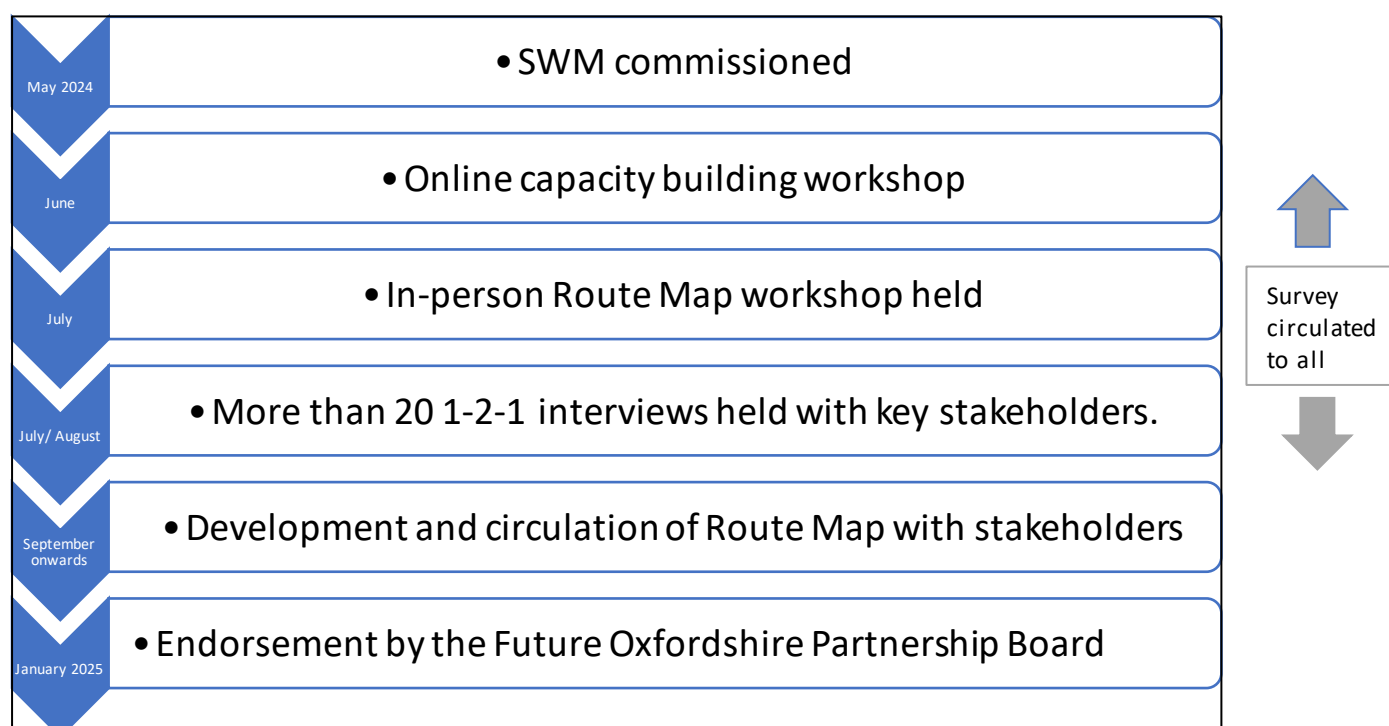 May 2024
• SWM commissioned
June
• Online capacity building workshop
July
• In-person Route Map workshop held
July/ August
• More than 20 1-2-1 interviews held with key stakeholders.
September
onwards
• Development and circulation of Route Map with stakeholders
January 2025
• Endorsement by the Future Oxfordshire Partnership Board
Survey
circulated
to all